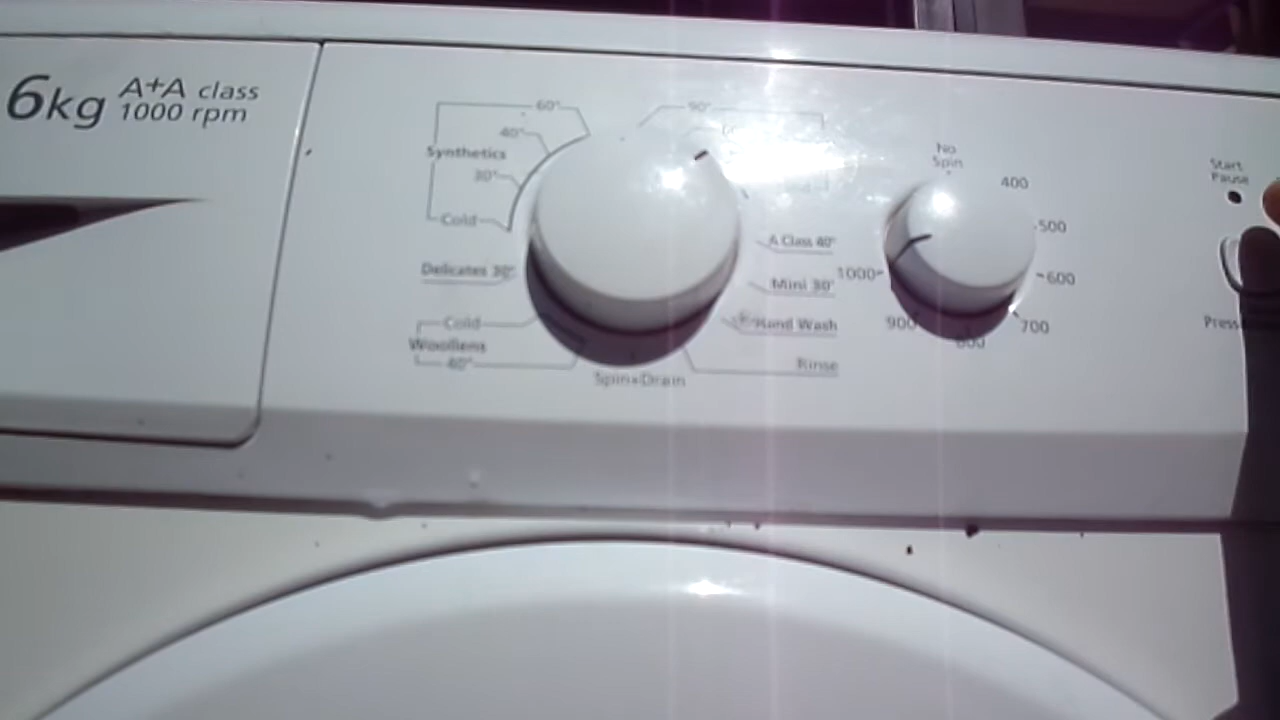 6kg A+A class
1000 rpm
60°
40°
Synthetics
30°
Cold
Delicates 30°
Cold
Woollens
40°
Spin+Drain
90°
A Class 40°
Mini 30'
Hand Wash
Rinse
No
Spin
400
500
600
700
800
900
1000
Start
Pause